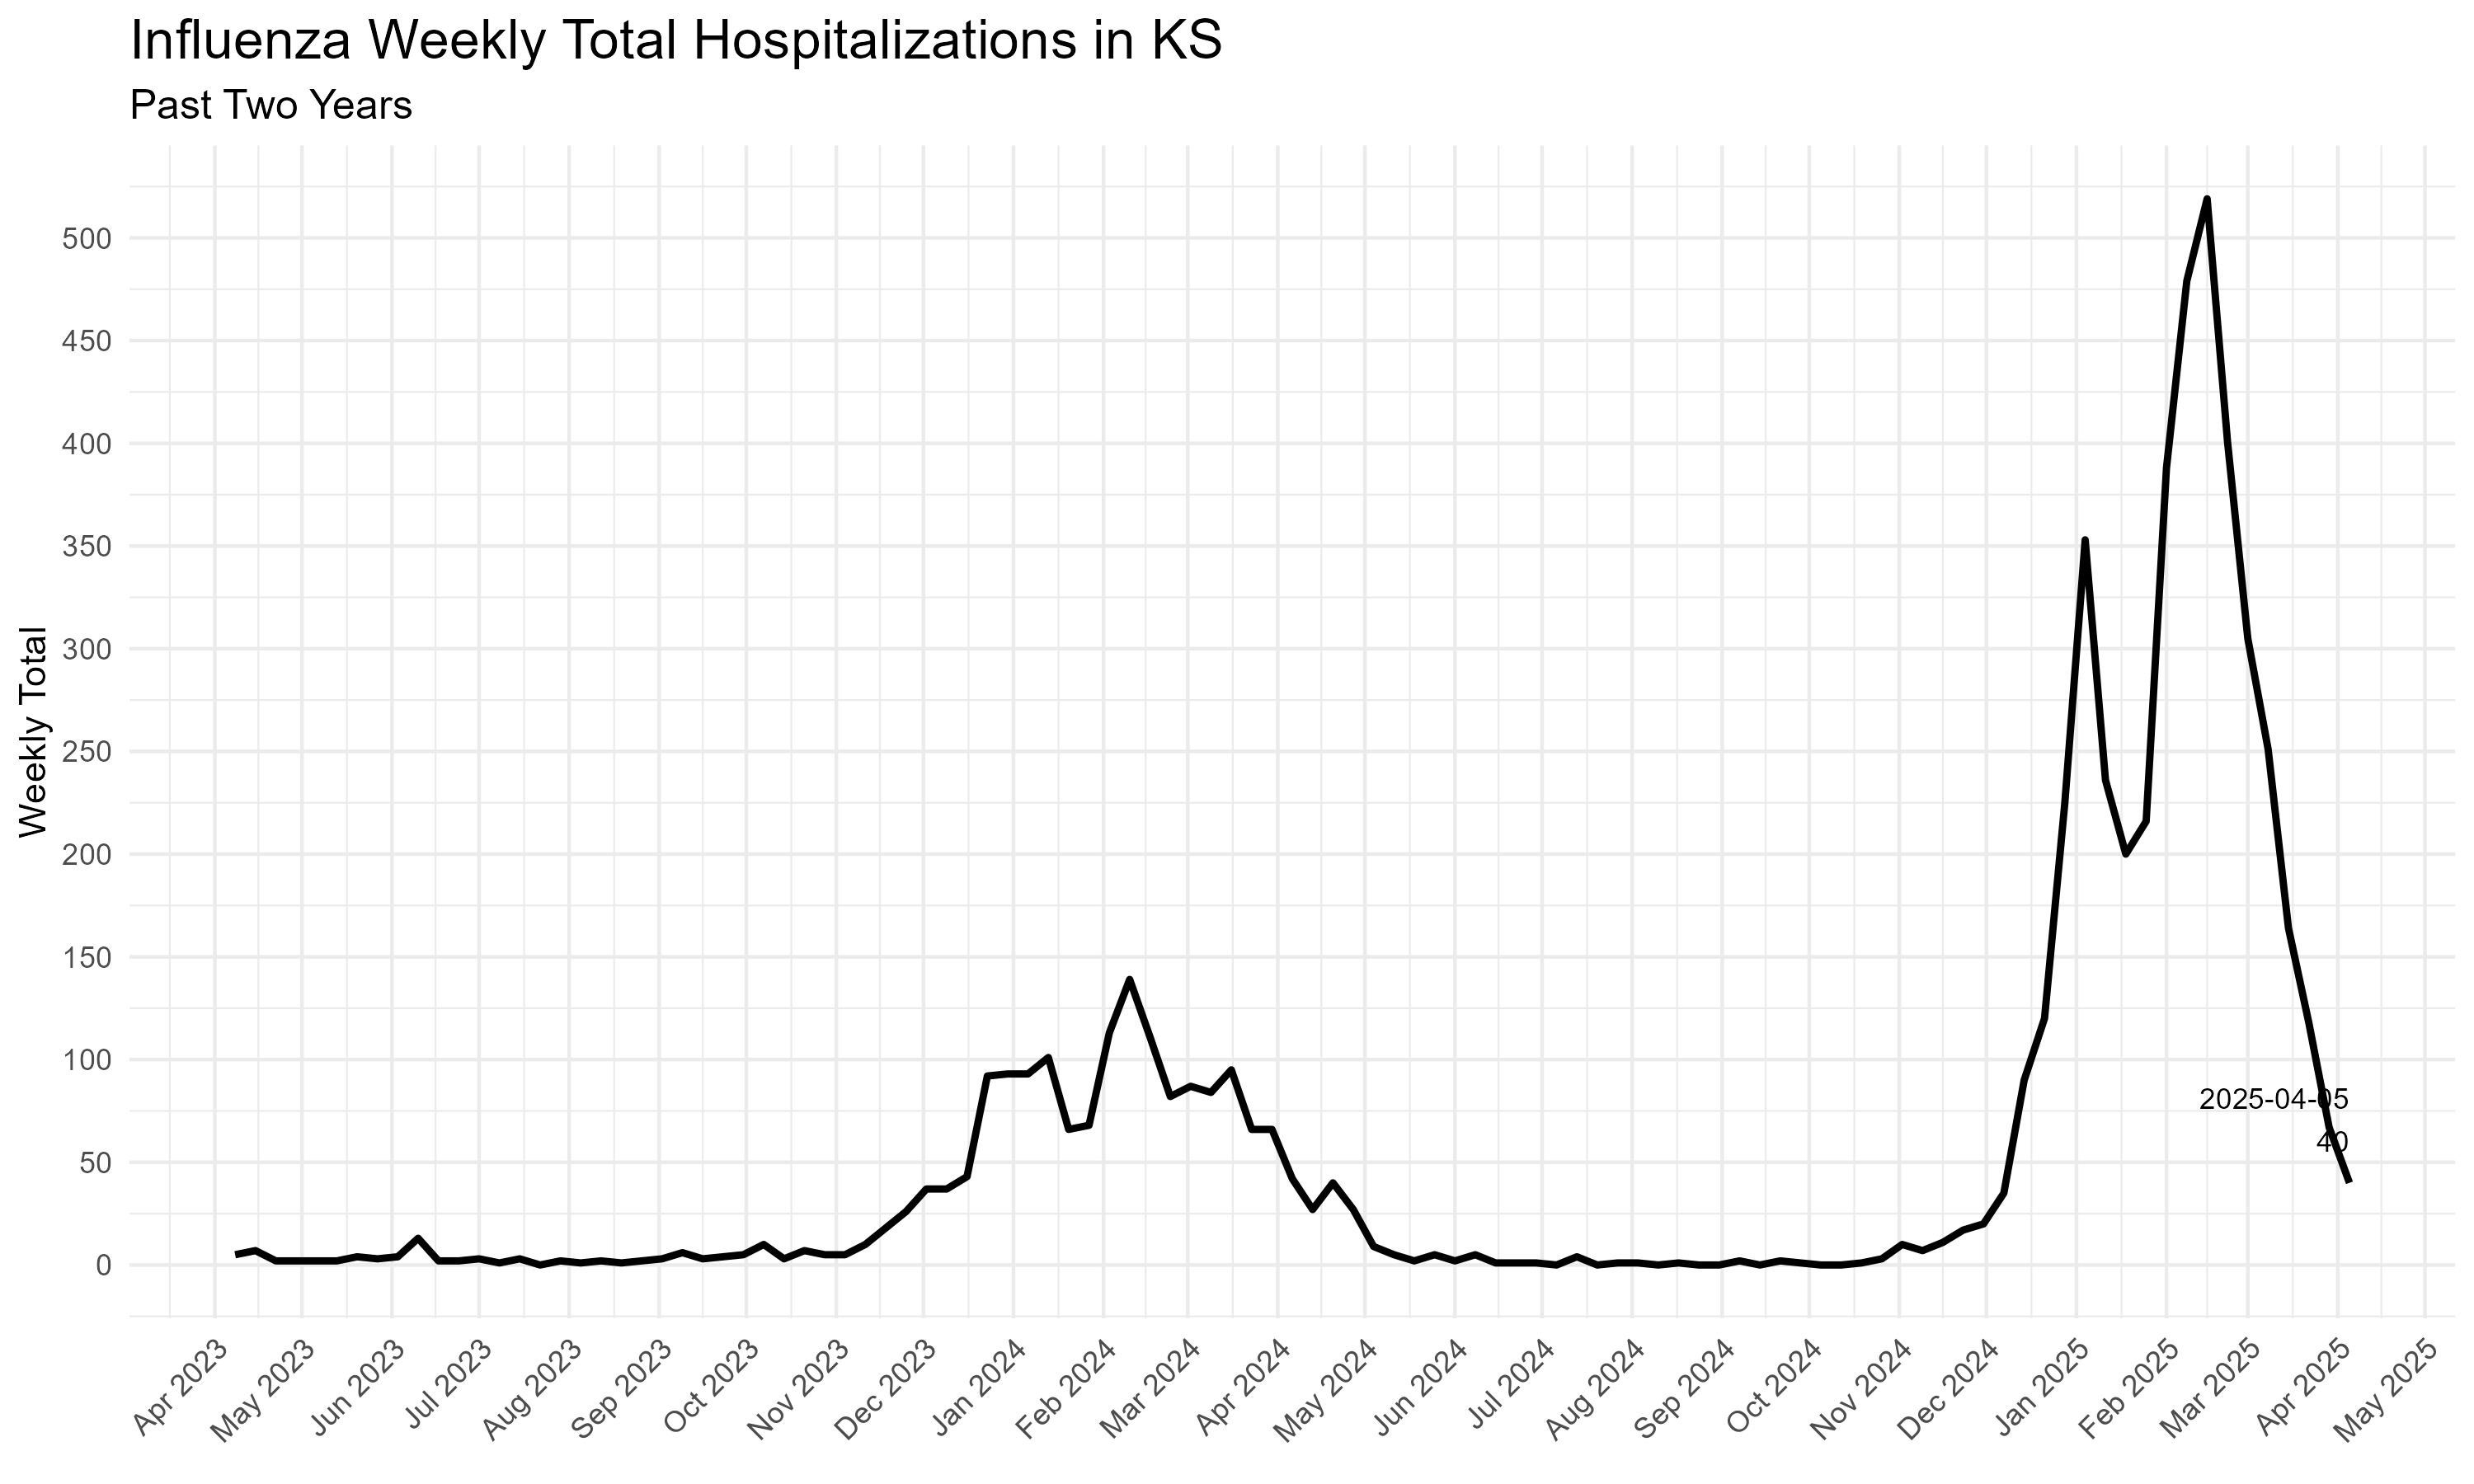 Influenza Weekly Total Hospitalizations in KS
Past Two Years
Weekly Total
500
450
400
350
300
250
200
150
100
50
0
2025-04-05
40
Apr 2023
May 2023
Jun 2023
Jul 2023
Aug 2023
Sep 2023
Oct 2023
Nov 2023
Dec 2023
Jan 2024
Feb 2024
Mar 2024
Apr 2024
May 2024
Jun 2024
Jul 2024
Aug 2024
Sep 2024
Oct 2024
Nov 2024
Dec 2024
Jan 2025
Feb 2025
Mar 2025
Apr 2025
May 2025